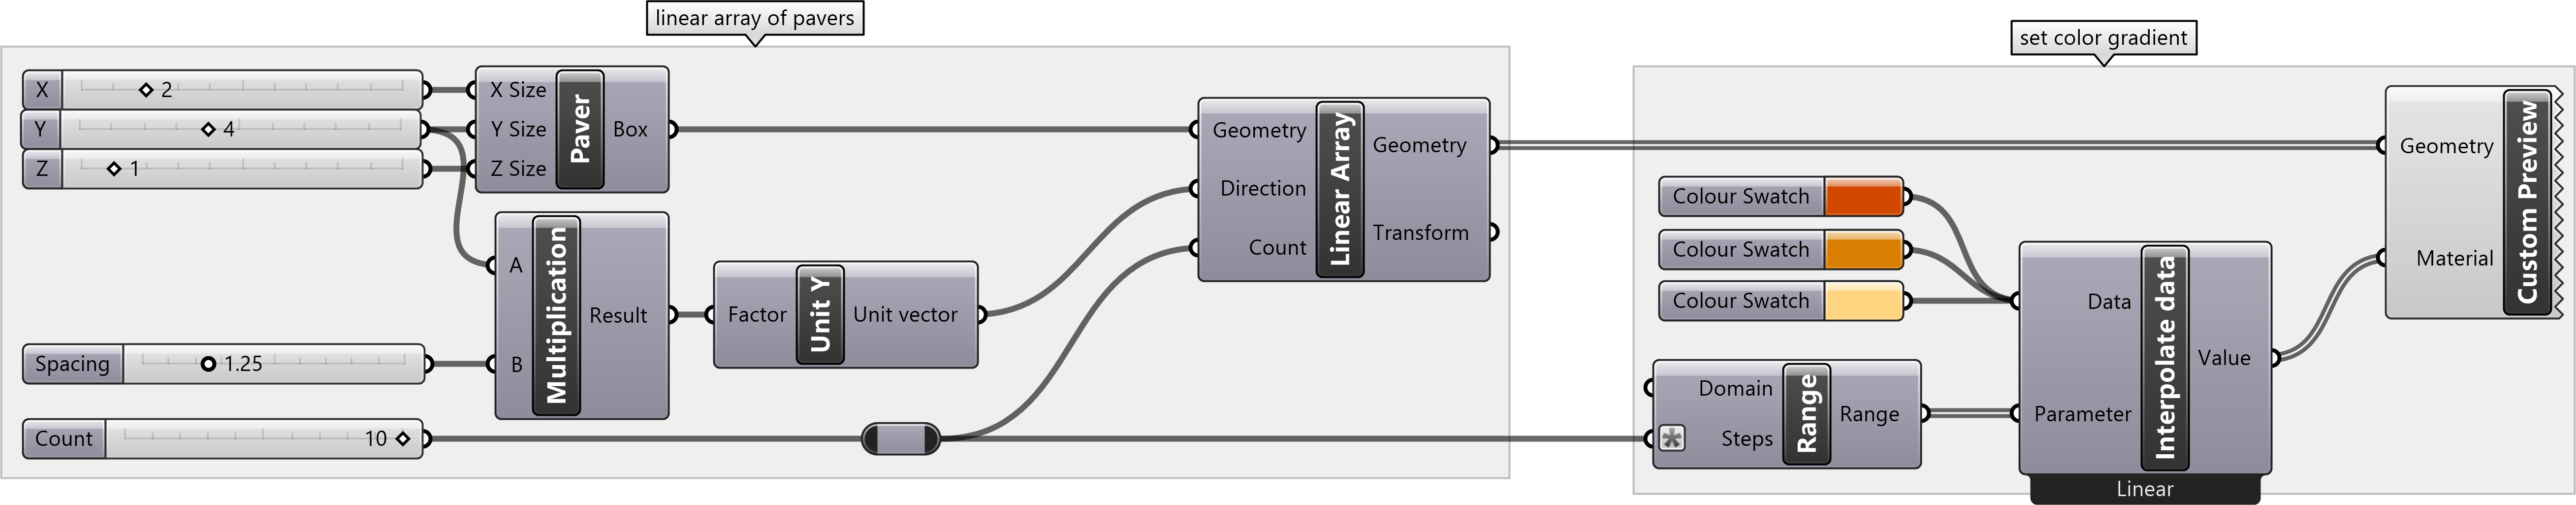 linear array of pavers
X 2
Y 4
Z 1
X Size
Y Size
Z Size
Paver
Box
A
B
Multiplication
Result
Spacing 1.25
Count 10
Factor
Unit Y
Unit vector
Geometry
Direction
Count
Linear Array
Geometry
Transform
set color gradient
Colour Swatch
Colour Swatch
Colour Swatch
Domain
Steps
Range
Range
Data
Parameter
Interpolate data
Value
Linear
Geometry
Material
Custom Preview